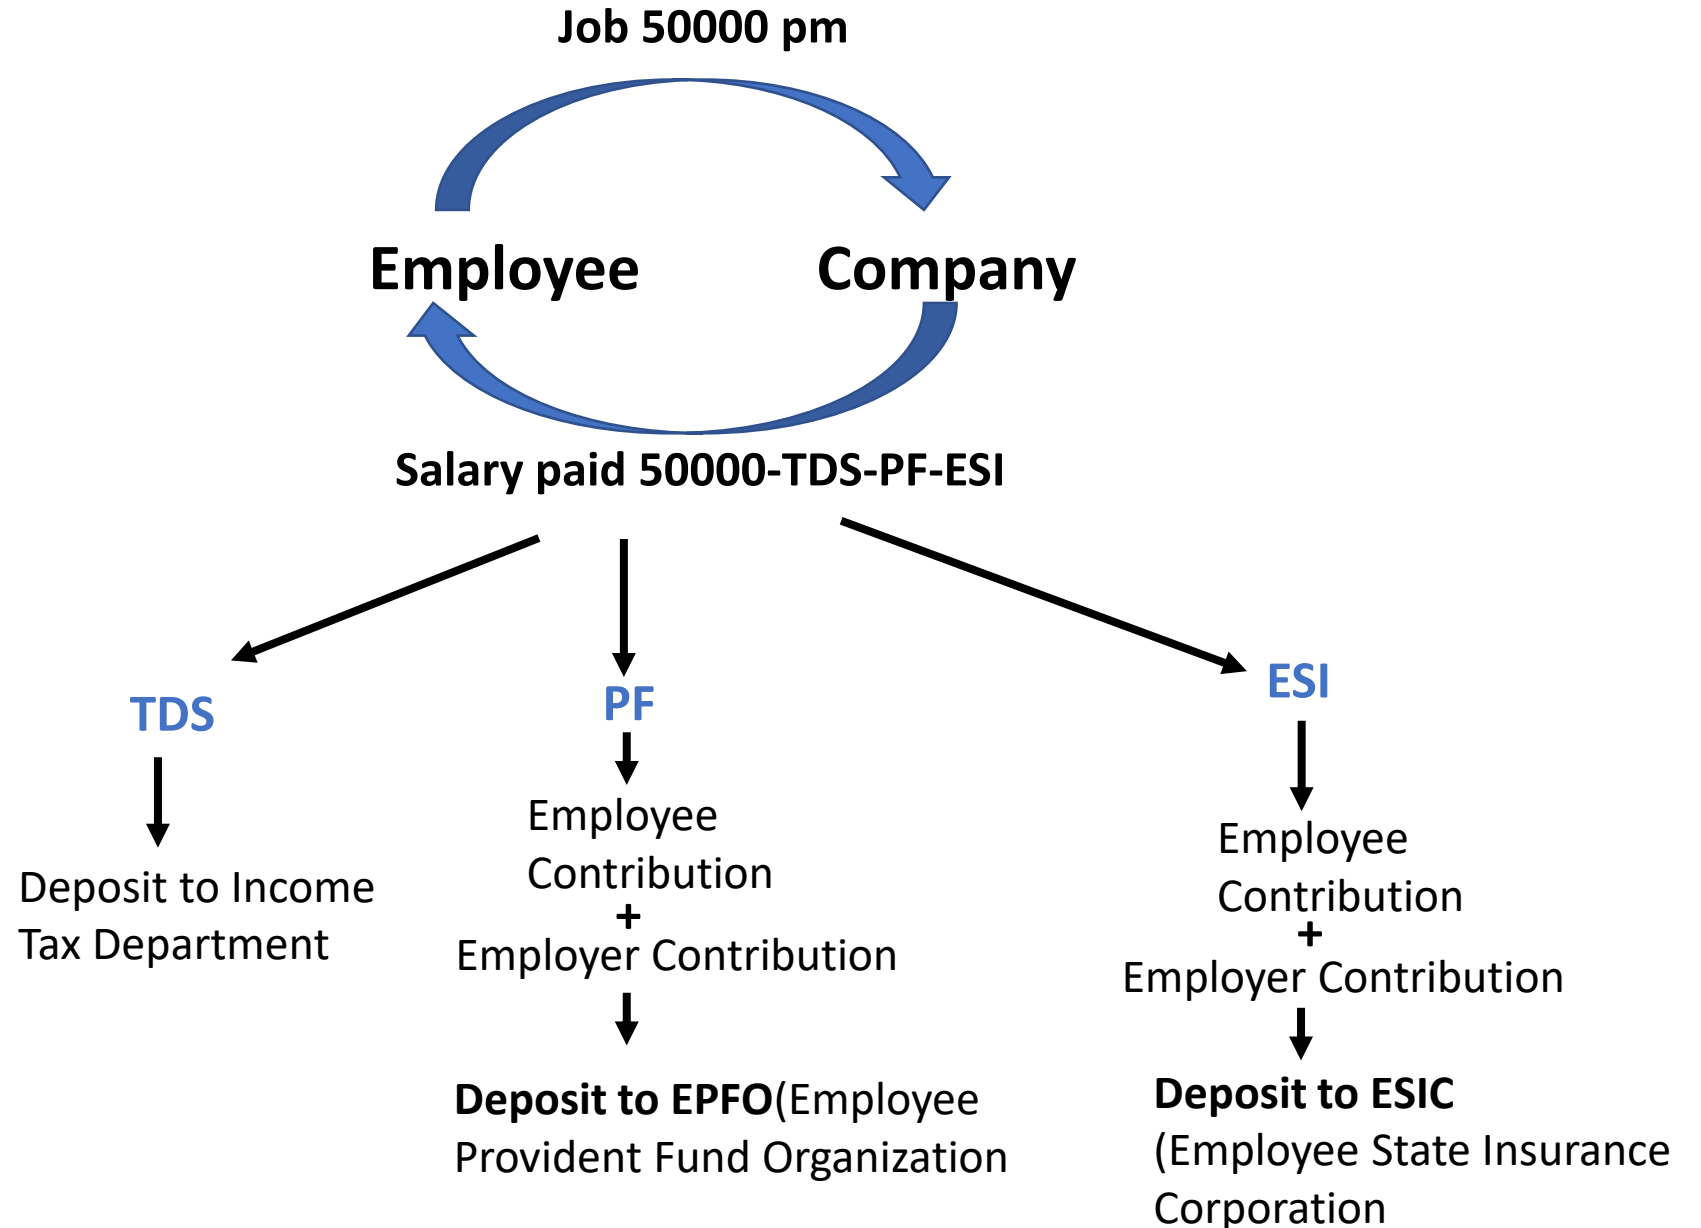 Job 50000 pm
Employee
Company
Salary paid 50000-TDS-PF-ESI
TDS
Deposit to Income
Tax Department
PF
Employee
Contribution
+
Employer Contribution
Deposit to EPFO(Employee
Provident Fund Organization
ESI
Employee
Contribution
+
Employer Contribution
Deposit to ESIC
(Employee State Insurance
Corporation